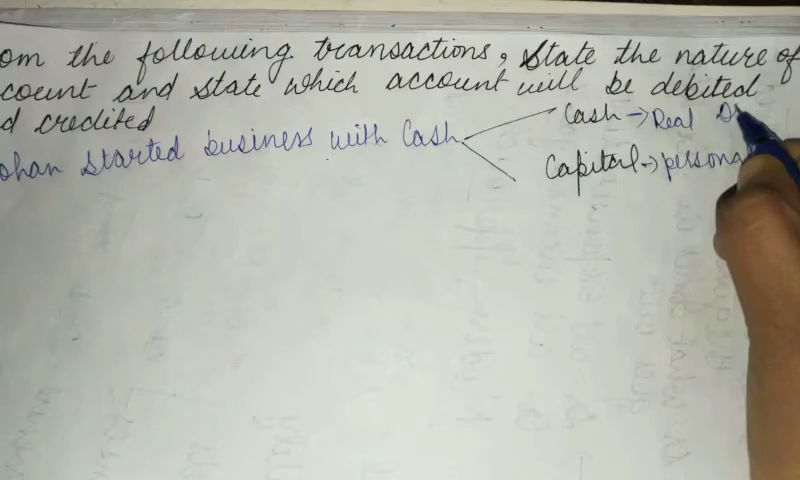 om the following transactions, State the nature of
count and state which account will be debited
d credited
ohan started business with Cash
Cash → Real
Capital → personal